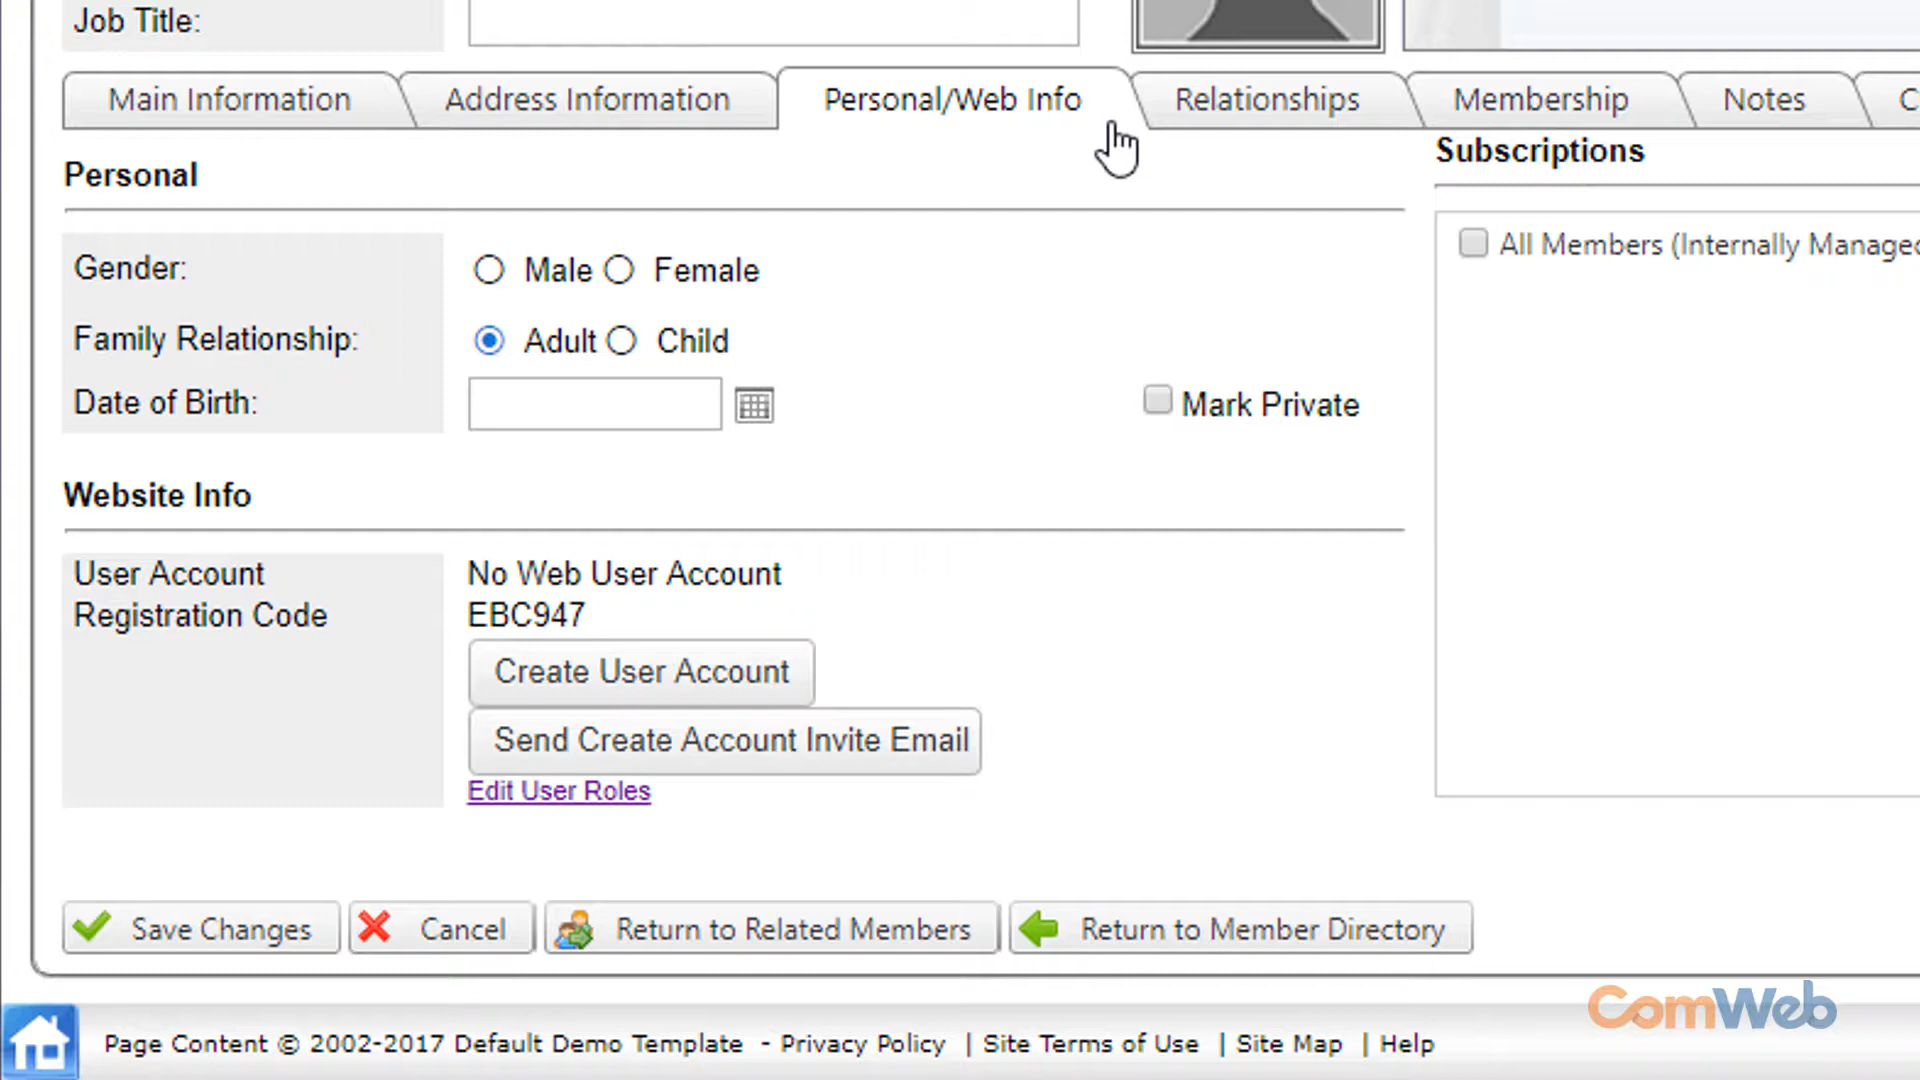 Job Title:
Main Information Address Information Personal/Web Info Relationships Membership Notes C
Personal
Subscriptions
Gender: Male Female
All Members (Internally Managed
Family Relationship: Adult Child
Date of Birth: Mark Private
Website Info
User Account No Web User Account
Registration Code EBC947
Create User Account
Send Create Account Invite Email
Edit User Roles
Save Changes Cancel Return to Related Members Return to Member Directory
ComWeb
Page Content © 2002-2017 Default Demo Template - Privacy Policy | Site Terms of Use | Site Map | Help